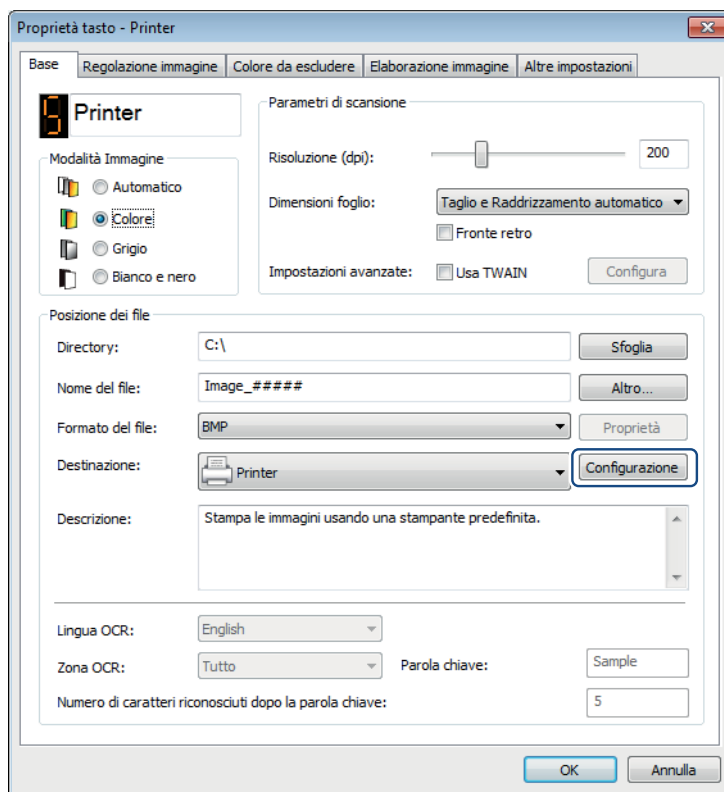 Proprietà tasto - Printer
Base Regolazione immagine Colore da escludere Elaborazione immagine Altre impostazioni
5 Printer
Parametri di scansione
Risoluzione (dpi): 200
Modalità Immagine
Automatico
Dimensioni foglio: Taglio e Raddrizzamento automatico
Colore
Fronte retro
Grigio
Impostazioni avanzate: Usa TWAIN Configura
Bianco e nero
Posizione dei file
Directory: C:\ Sfoglia
Nome del file: Image_##### Altro...
Formato del file: BMP Proprietà
Destinazione: Printer Configurazione
Descrizione: Stampa le immagini usando una stampante predefinita.
Lingua OCR: English
Zona OCR: Tutto Parola chiave: Sample
Numero di caratteri riconosciuti dopo la parola chiave: 5
OK Annulla